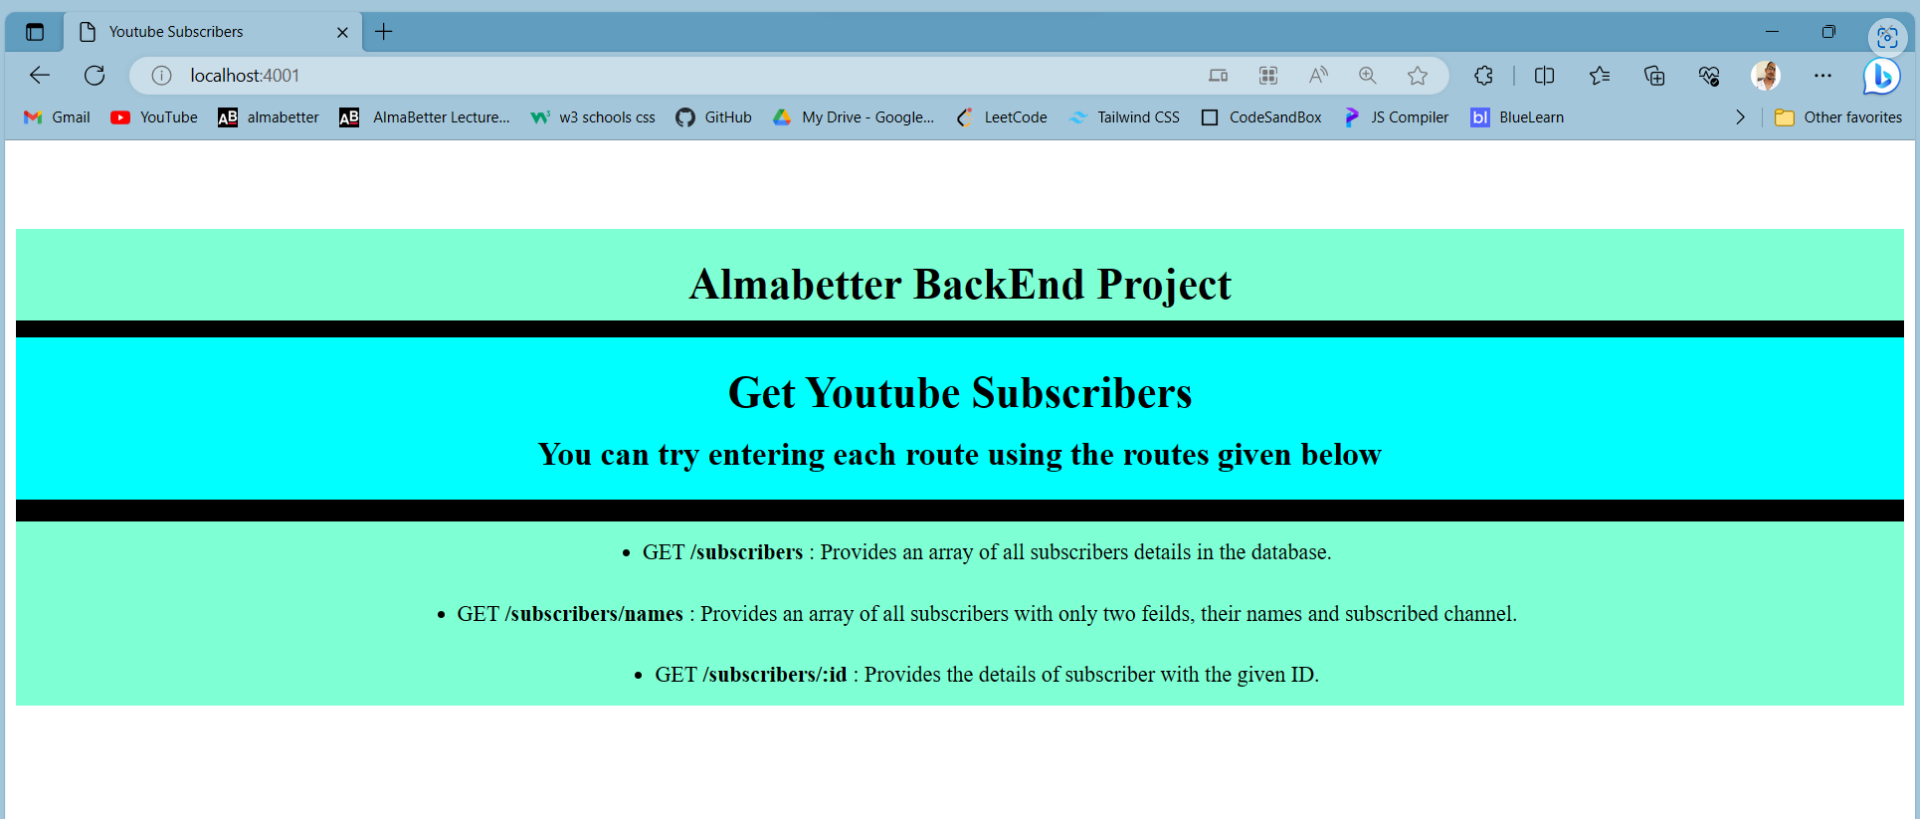 Youtube Subscribers
localhost:4001
Gmail YouTube AB almabetter AB AlmaBetter Lecture... w3 schools css GitHub My Drive - Google... LeetCode Tailwind CSS CodeSandBox JS Compiler bl BlueLearn Other favorites
Almabetter BackEnd Project
Get Youtube Subscribers
You can try entering each route using the routes given below
• GET /subscribers : Provides an array of all subscribers details in the database.
• GET /subscribers/names : Provides an array of all subscribers with only two feilds, their names and subscribed channel.
• GET /subscribers/:id : Provides the details of subscriber with the given ID.